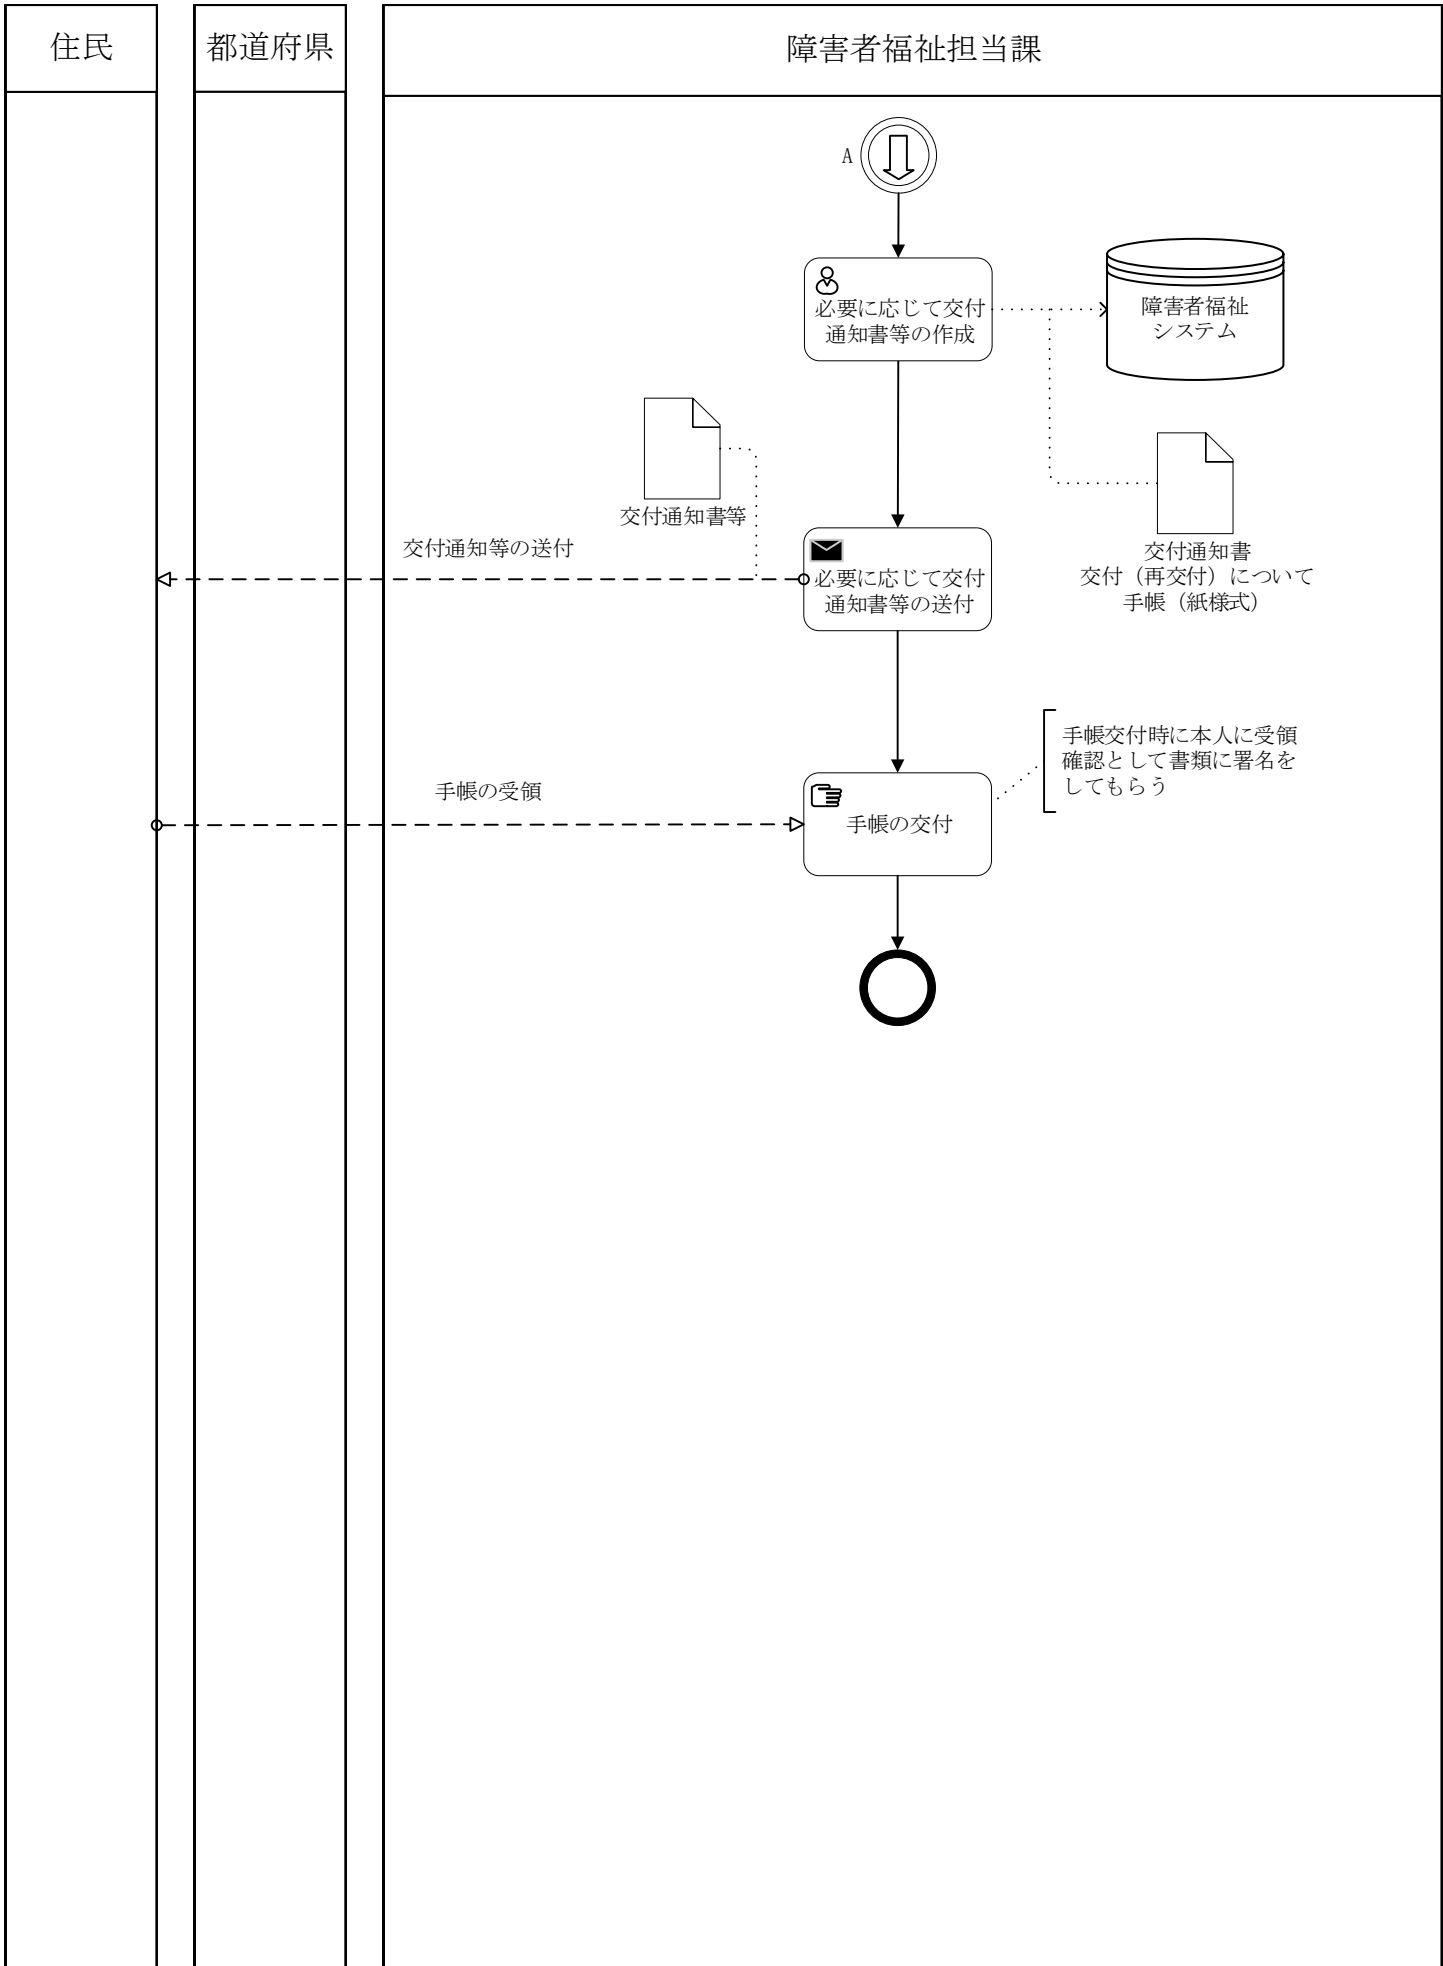 住民
都道府県
障害者福祉担当課
A
必要に応じて交付
通知書等の作成
障害者福祉
システム
交付通知書等
交付通知書
交付（再交付）について
手帳（紙様式）
交付通知等の送付
必要に応じて交付
通知書等の送付
手帳交付時に本人に受領
確認として書類に署名を
してもらう
手帳の受領
手帳の交付